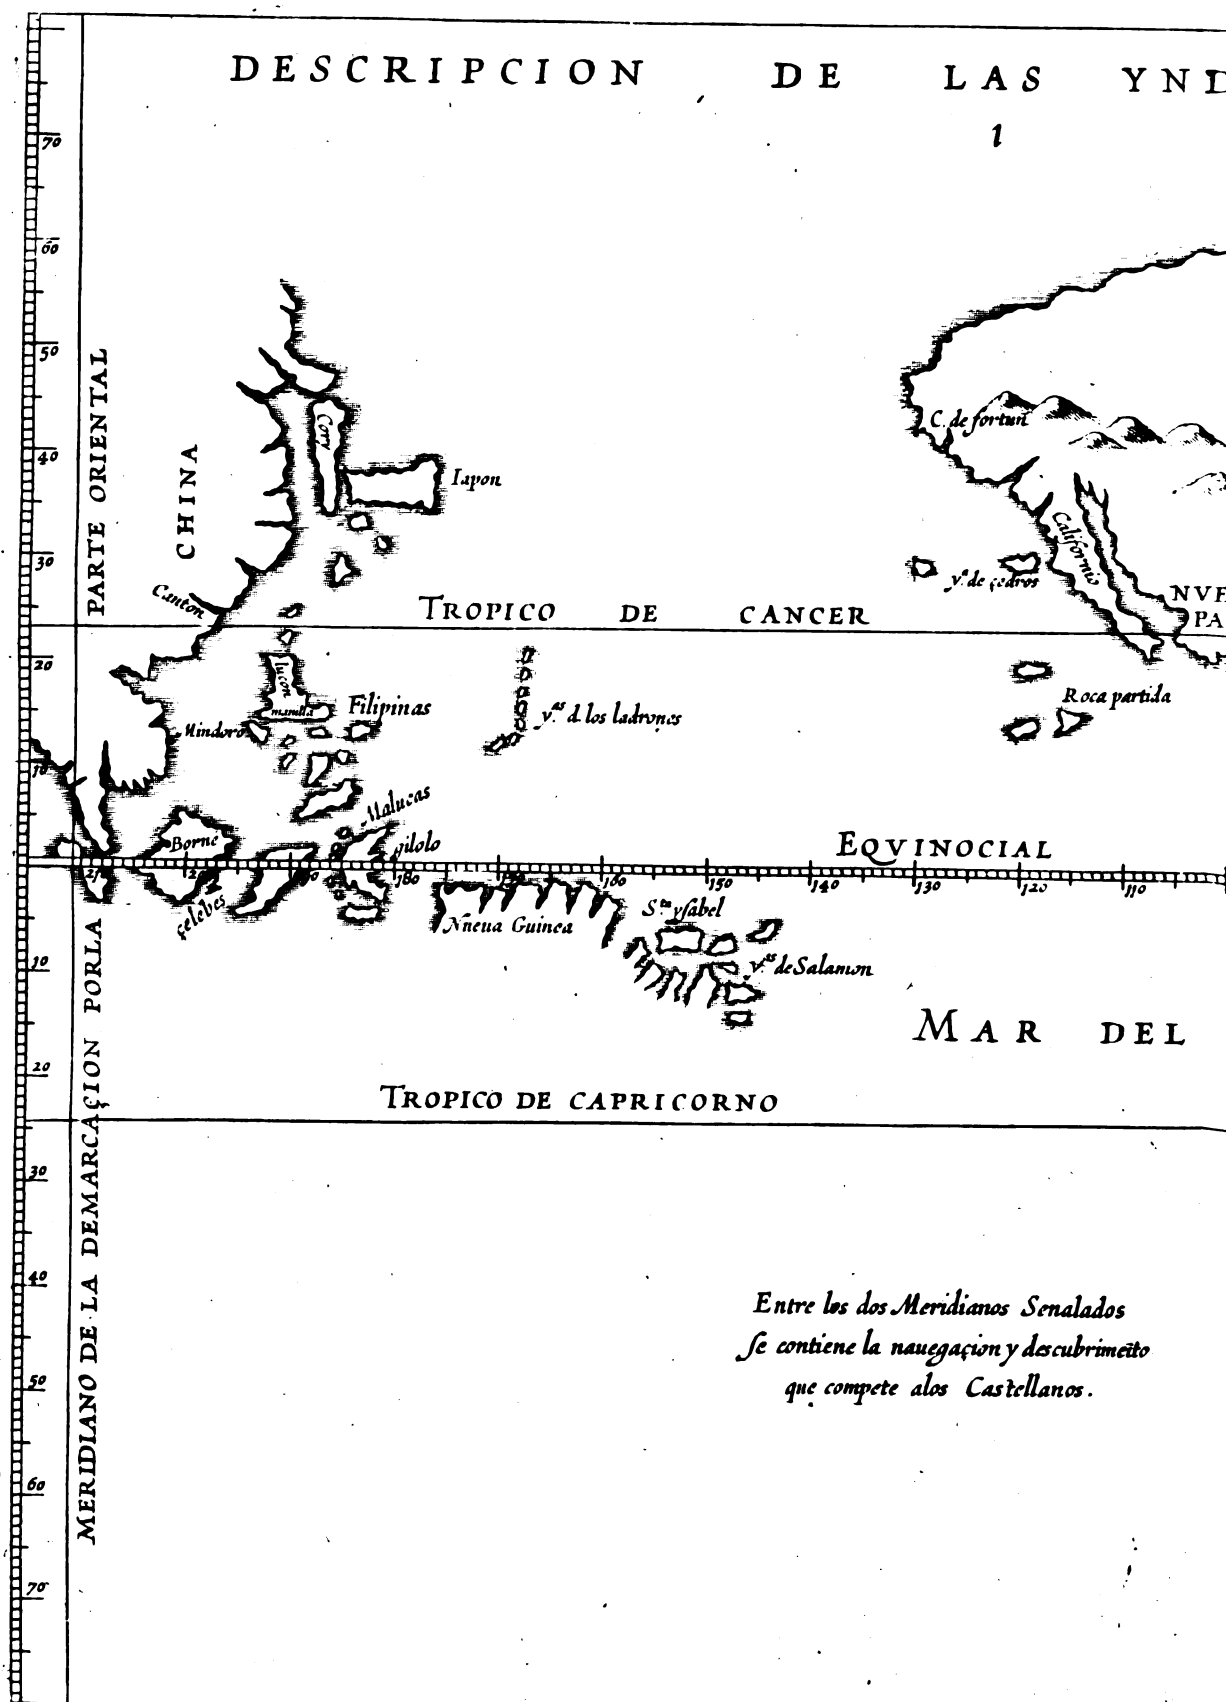 DESCRIPCION DE LAS YND
1
70
60
50
40
30
20
10
10
20
30
40
50
60
70
PARTE ORIENTAL
MERIDIANO DE LA DEMARCAÇION PORLA
CHINA
Cory
Iapon
Canton
C. de fortun
Californio
y.ª de çedros
NVE
PA
TROPICO DE CANCER
luçon
manilla
Filipinas
Mindoro
y.as d los ladrones
Roca partida
Malucas
Borne
gilolo
EQVINOCIAL
180
160
150
140
130
120
110
çelebes
Nueua Guinea
S.ta ysabel
y.as de Salamon
MAR DEL
TROPICO DE CAPRICORNO
Entre los dos Meridianos Senalados
se contiene la nauegaçion y descubrimeĩto
que compete alos Castellanos.